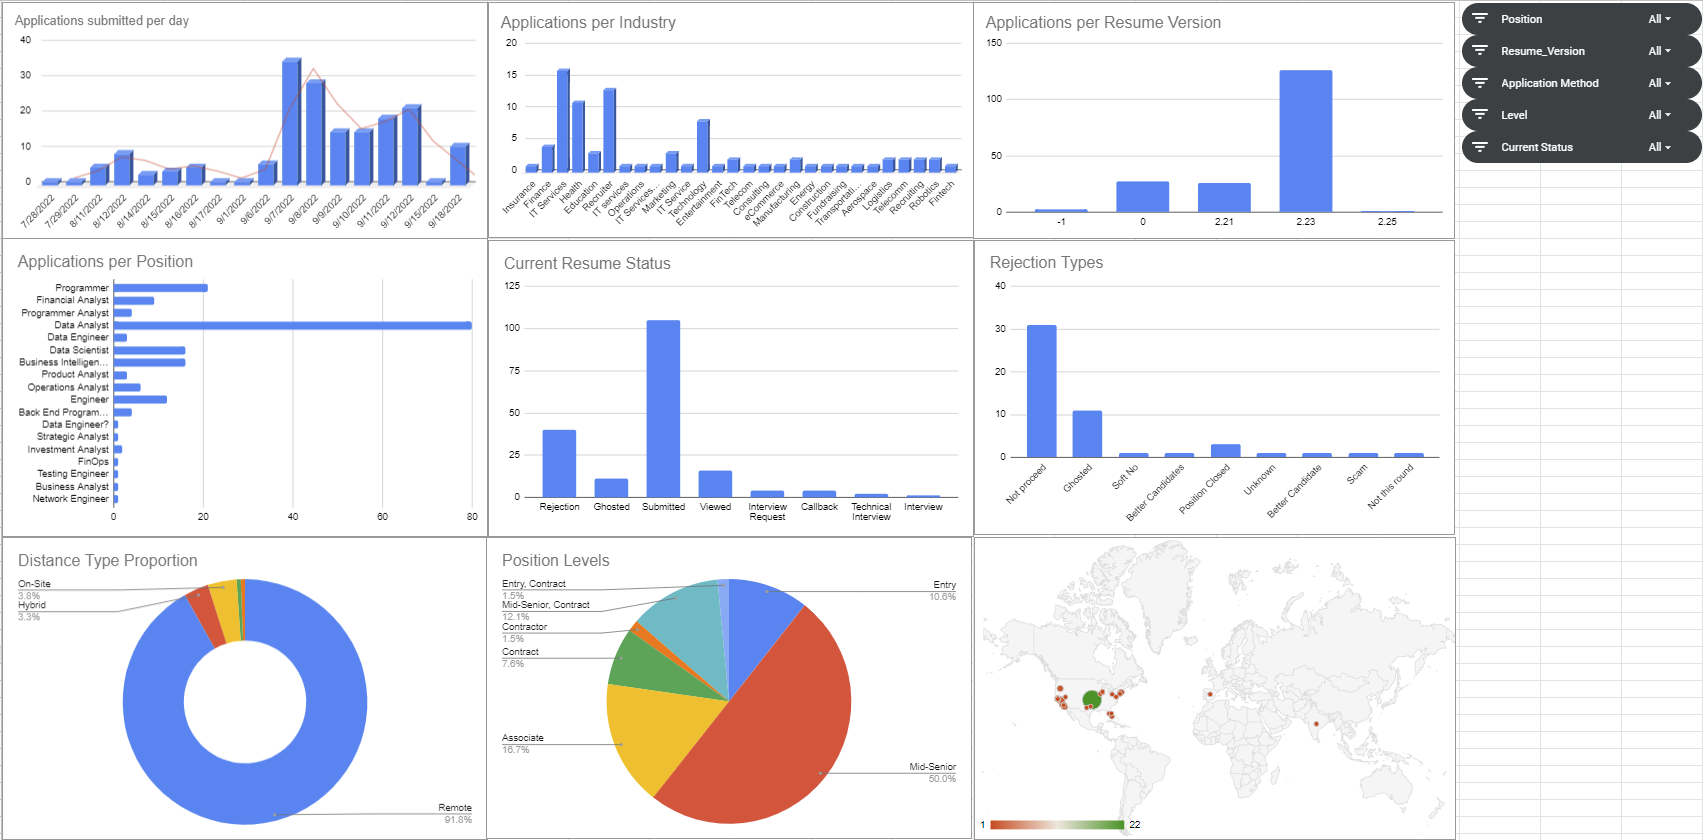 Applications submitted per day
40
30
20
10
0
7/28/2022
7/29/2022
8/11/2022
8/12/2022
8/14/2022
8/15/2022
8/16/2022
8/17/2022
9/1/2022
9/6/2022
9/7/2022
9/8/2022
9/9/2022
9/10/2022
9/11/2022
9/12/2022
9/15/2022
9/18/2022
Applications per Industry
20
15
10
5
0
Insurance
Finance
IT Services
Health
Education
Recruiter
IT services
Operations
IT Services...
Marketing
IT Service
Technology
Entertainment
FinTech
Telecom
Consulting
eCommerce
Manufacturing
Energy
Construction
Fundraising
Transportati...
Aerospace
Logistics
Telecomm
Recruiting
Robotics
Fintech
Applications per Resume Version
150
100
50
0
-1
0
2.21
2.23
2.25
Position All
Resume_Version All
Application Method All
Level All
Current Status All
Applications per Position
Programmer
Financial Analyst
Programmer Analyst
Data Analyst
Data Engineer
Data Scientist
Business Intelligen...
Product Analyst
Operations Analyst
Engineer
Back End Program...
Data Engineer?
Strategic Analyst
Investment Analyst
FinOps
Testing Engineer
Business Analyst
Network Engineer
0
20
40
60
80
Current Resume Status
125
100
75
50
25
0
Rejection
Ghosted
Submitted
Viewed
Interview
Request
Callback
Technical
Interview
Interview
Rejection Types
40
30
20
10
0
Not proceed
Ghosted
Soft No
Better Candidates
Position Closed
Unknown
Better Candidate
Scam
Not this round
Distance Type Proportion
On-Site
3.8%
Hybrid
3.3%
Remote
91.8%
Position Levels
Entry, Contract
1.5%
Mid-Senior, Contract
12.1%
Contractor
1.5%
Contract
7.6%
Associate
16.7%
Entry
10.6%
Mid-Senior
50.0%
1
22